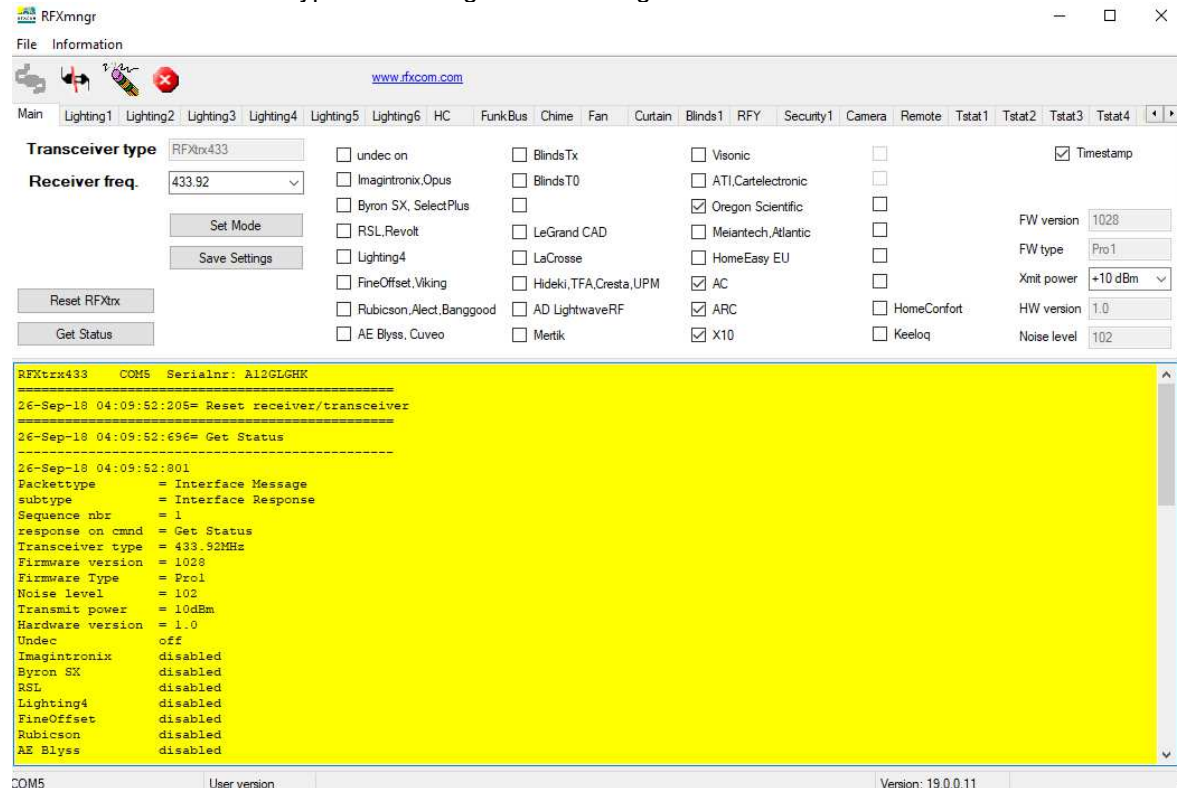 RFXmngr
File Information
www.rfxcom.com
Main Lighting1 Lighting2 Lighting3 Lighting4 Lighting5 Lighting6 HC FunkBus Chime Fan Curtain Blinds1 RFY Security1 Camera Remote Tstat1 Tstat2 Tstat3 Tstat4
Transceiver type RFXtrx433
Receiver freq. 433.92
Set Mode
Save Settings
Reset RFXtrx
Get Status
undec on
Imagintronix,Opus
Byron SX, SelectPlus
RSL,Revolt
Lighting4
FineOffset,Viking
Rubicson,Alect,Banggood
AE Blyss, Cuveo
BlindsTx
BlindsT0
LeGrand CAD
LaCrosse
Hideki,TFA,Cresta,UPM
AD LightwaveRF
Mertik
Visonic
ATI,Cartelectronic
Oregon Scientific
Meiantech,Atlantic
HomeEasy EU
AC
ARC
X10
HomeConfort
Keeloq
Timestamp
FW version 1028
FW type Pro1
Xmit power +10 dBm
HW version 1.0
Noise level 102
RFXtrx433 COM5 Serialnr: A12GLGHK
================================================
26-Sep-18 04:09:52:205= Reset receiver/transceiver
================================================
26-Sep-18 04:09:52:696= Get Status
------------------------------------------------
26-Sep-18 04:09:52:801
Packettype = Interface Message
subtype = Interface Response
Sequence nbr = 1
response on cmnd = Get Status
Transceiver type = 433.92MHz
Firmware version = 1028
Firmware Type = Pro1
Noise level = 102
Transmit power = 10dBm
Hardware version = 1.0
Undec off
Imagintronix disabled
Byron SX disabled
RSL disabled
Lighting4 disabled
FineOffset disabled
Rubicson disabled
AE Blyss disabled
COM5 User version Version: 19.0.0.11